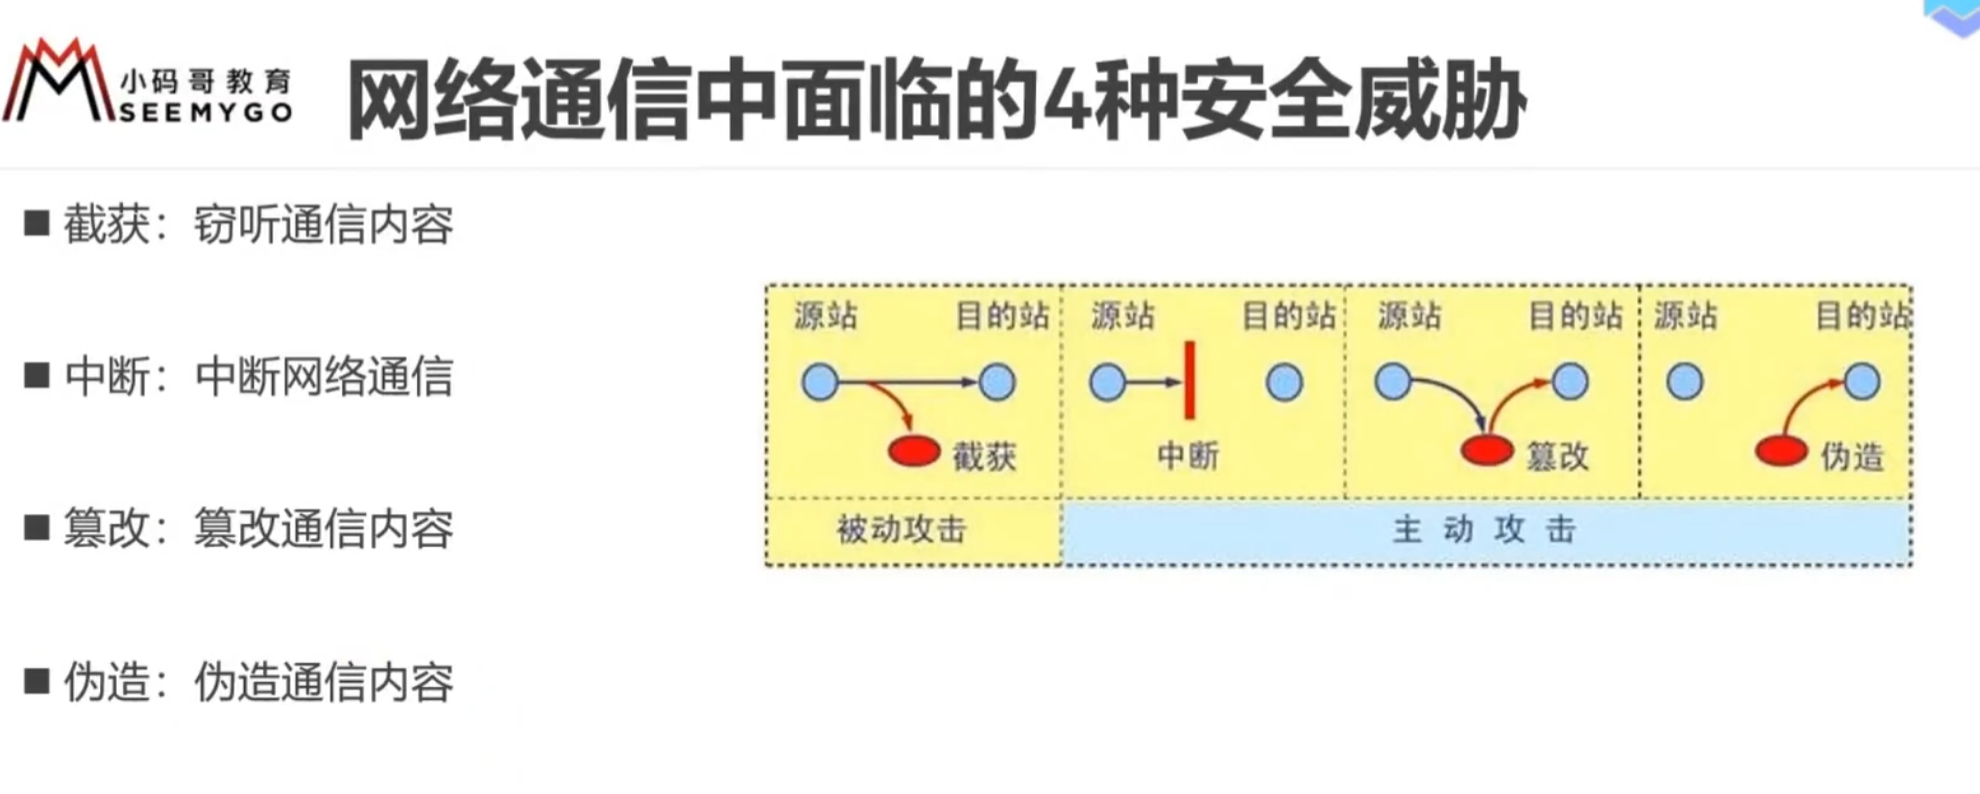 小码哥教育
SEEMYGO
网络通信中面临的4种安全威胁
■ 截获：窃听通信内容
■ 中断：中断网络通信
■ 篡改：篡改通信内容
■ 伪造：伪造通信内容
源站 目的站 源站 目的站 源站 目的站 源站 目的站
截获 中断 篡改 伪造
被动攻击 主动攻击